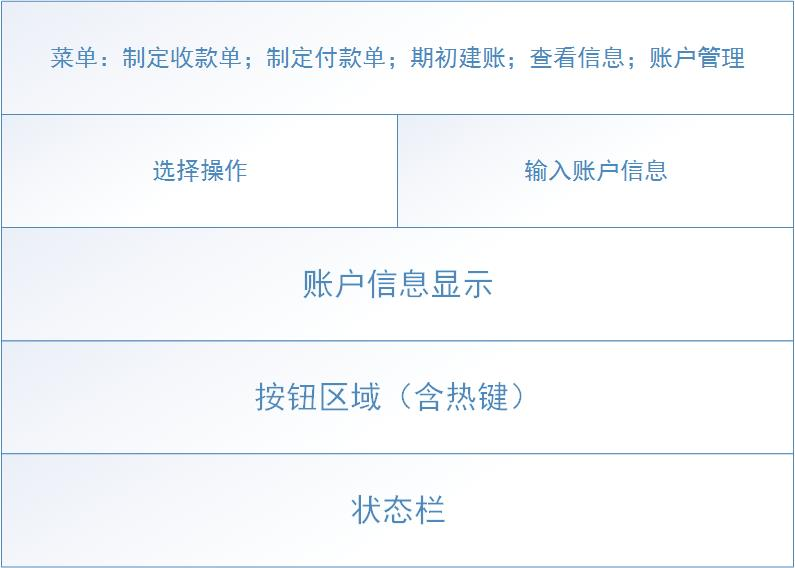 菜单：制定收款单；制定付款单；期初建账；查看信息；账户管理
选择操作
输入账户信息
账户信息显示
按钮区域（含热键）
状态栏